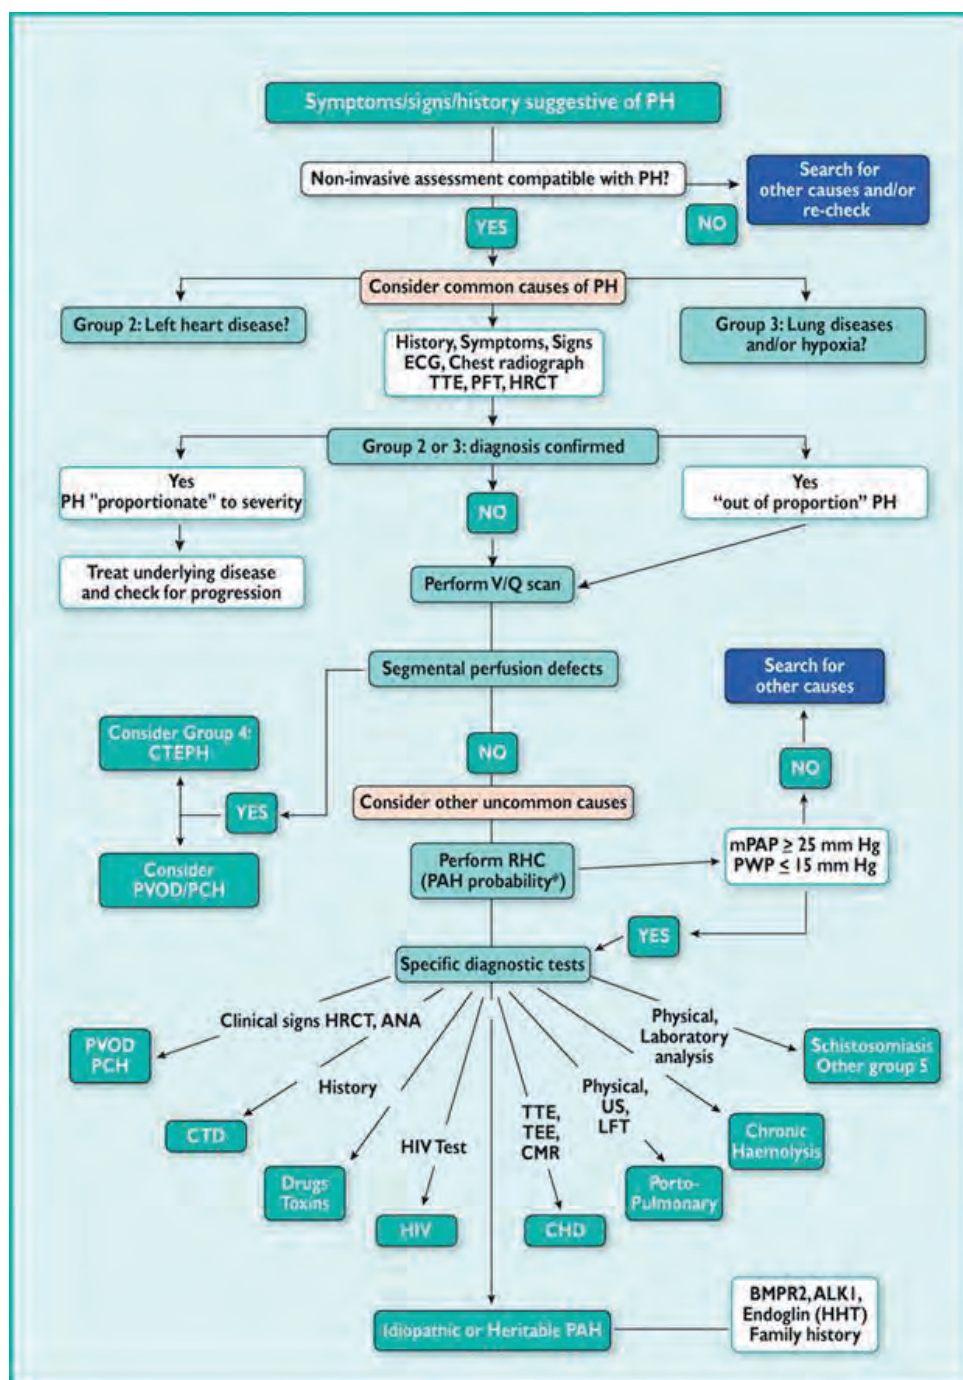 Symptoms/signs/history suggestive of PH
Non-invasive assessment compatible with PH?
Search for
other causes and/or
re-check
YES
NO
Consider common causes of PH
Group 2: Left heart disease?
Group 3: Lung diseases
and/or hypoxia?
History, Symptoms, Signs
ECG, Chest radiograph
TTE, PFT, HRCT
Group 2 or 3: diagnosis confirmed
Yes
PH "proportionate" to severity
NO
Yes
“out of proportion” PH
Treat underlying disease
and check for progression
Perform V/Q scan
Segmental perfusion defects
Search for
other causes
Consider Group 4:
CTEPH
NO
NO
YES
Consider other uncommon causes
Consider
PVOD/PCH
Perform RHC
(PAH probability*)
mPAP ≥ 25 mm Hg
PWP ≤ 15 mm Hg
YES
Specific diagnostic tests
Clinical signs HRCT, ANA
Physical,
Laboratory
analysis
PVOD
PCH
Schistosomiasis
Other group 5
History
Physical,
US,
LFT
TTE,
TEE,
CMR
HIV Test
CTD
Chronic
Haemolysis
Drugs
Toxins
Porto-
Pulmonary
HIV
CHD
Idiopathic or Heritable PAH
BMPR2, ALK1,
Endoglin (HHT)
Family history